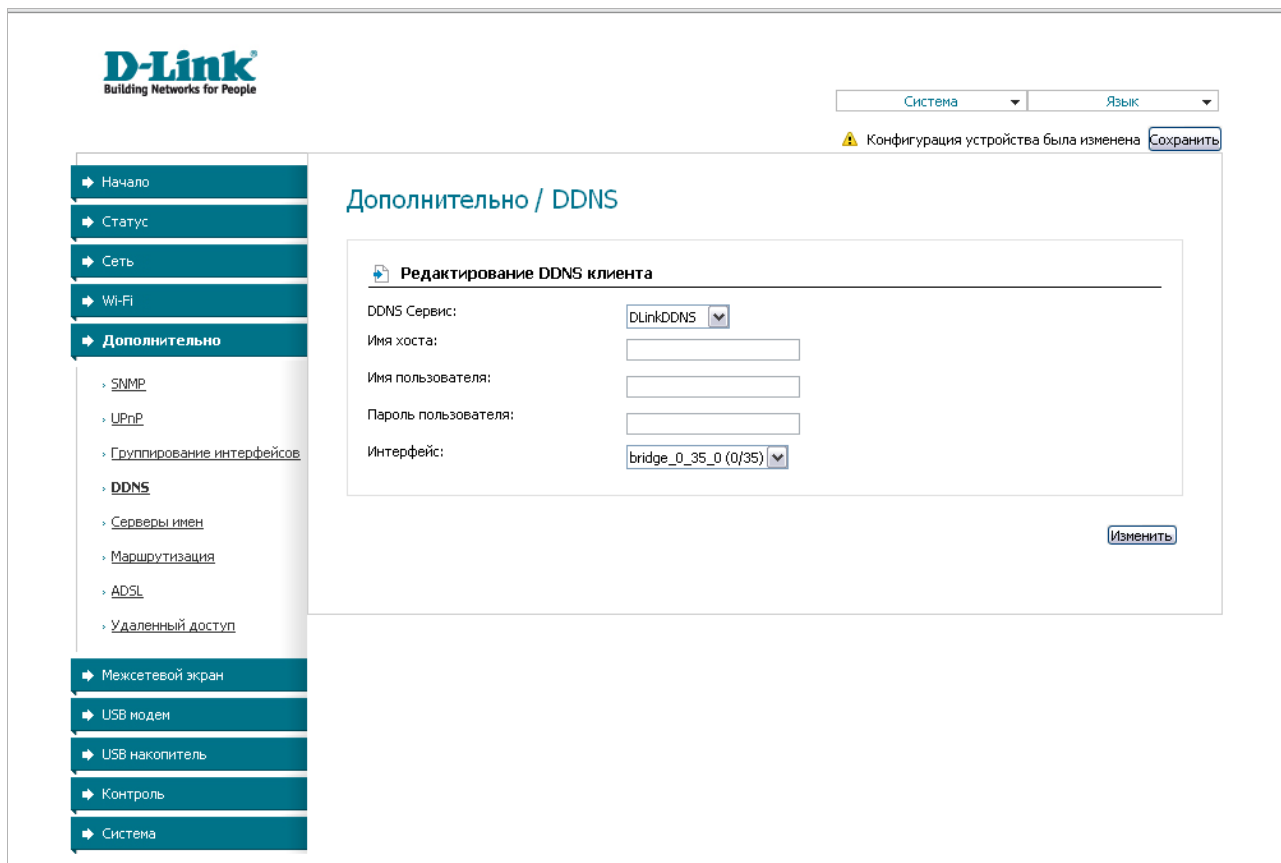 D-Link
Building Networks for People
Система
Язык
Конфигурация устройства была изменена Сохранить
Начало
Статус
Сеть
Wi-Fi
Дополнительно
SNMP
UPnP
Группирование интерфейсов
DDNS
Серверы имен
Маршрутизация
ADSL
Удаленный доступ
Межсетевой экран
USB модем
USB накопитель
Контроль
Система
Дополнительно / DDNS
Редактирование DDNS клиента
DDNS Сервис: DLinkDDNS
Имя хоста:
Имя пользователя:
Пароль пользователя:
Интерфейс: bridge_0_35_0 (0/35)
Изменить